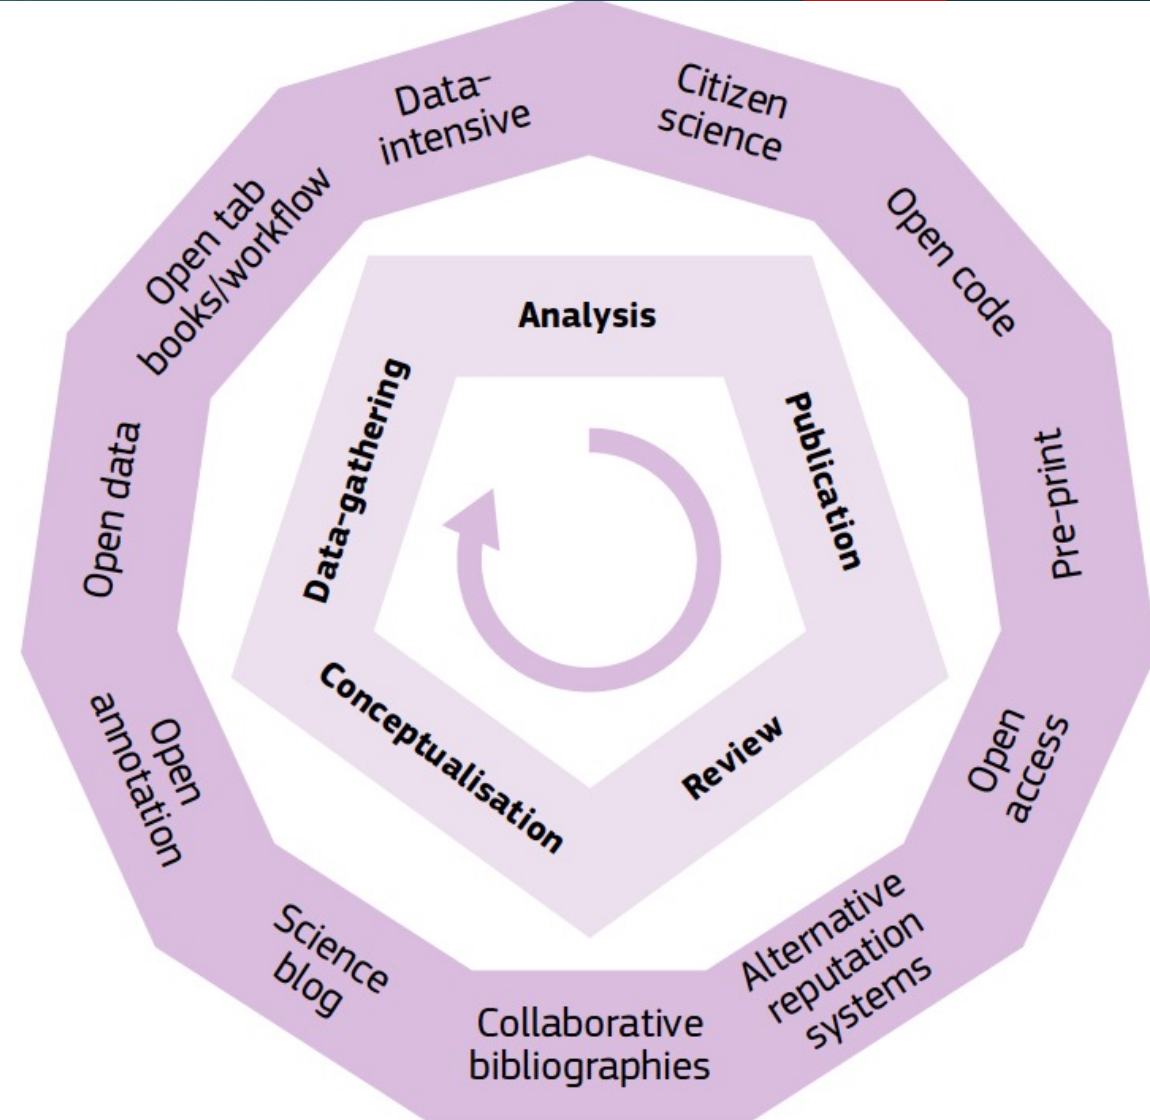 Data-
intensive
Citizen
science
Open code
Pre-print
Open
access
Alternative
reputation
systems
Collaborative
bibliographies
Science
blog
Open
annotation
Open data
Open tab
books/workflow
Analysis
Publication
Review
Conceptualisation
Data-gathering